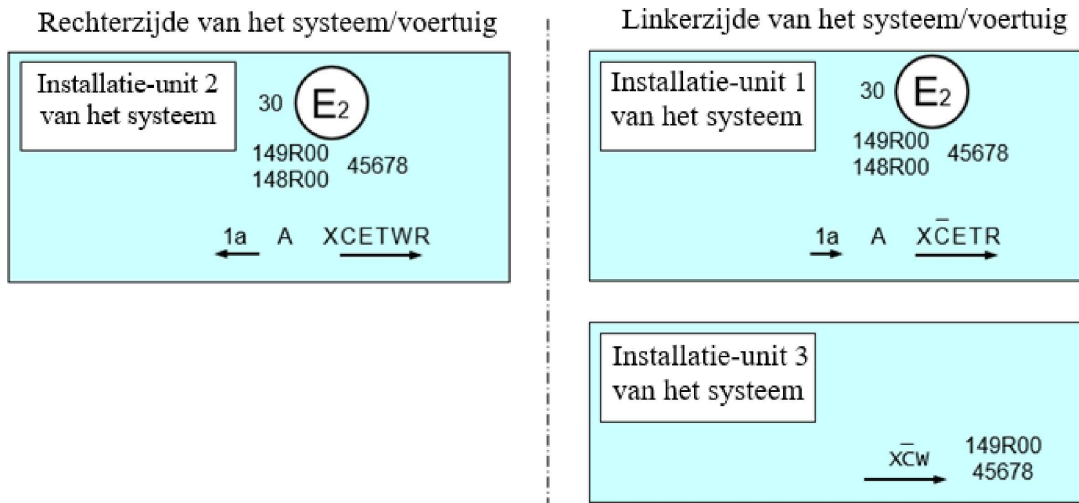 Rechterzijde van het systeem/voertuig
Installatie-unit 2
van het systeem
30 E2
149R00
148R00
45678
1a A XCETWR
Linkerzijde van het systeem/voertuig
Installatie-unit 1
van het systeem
30 E2
149R00
148R00
45678
1a A XC̅ETR
Installatie-unit 3
van het systeem
XC̅W
149R00
45678